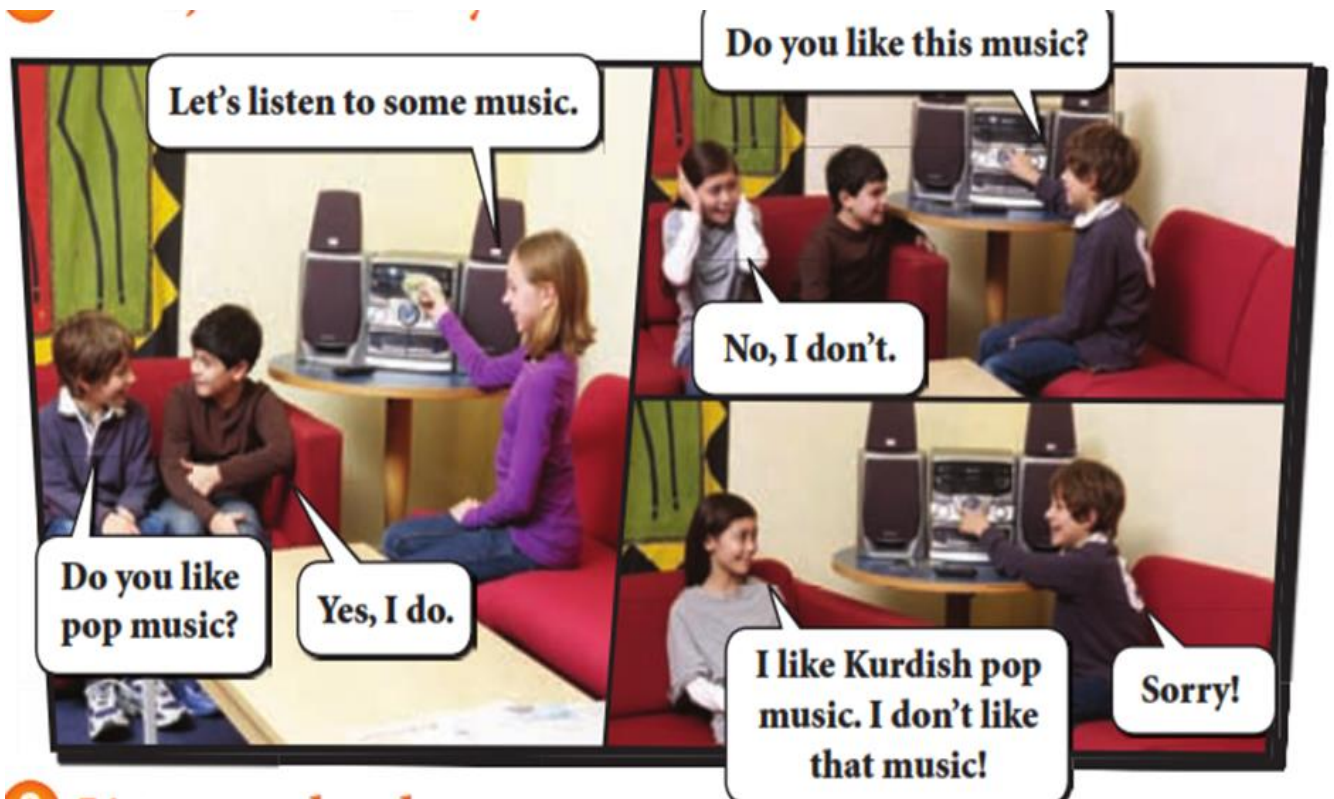 Let's listen to some music.
Do you like
pop music?
Yes, I do.
Do you like this music?
No, I don't.
I like Kurdish pop
music. I don't like
that music!
Sorry!